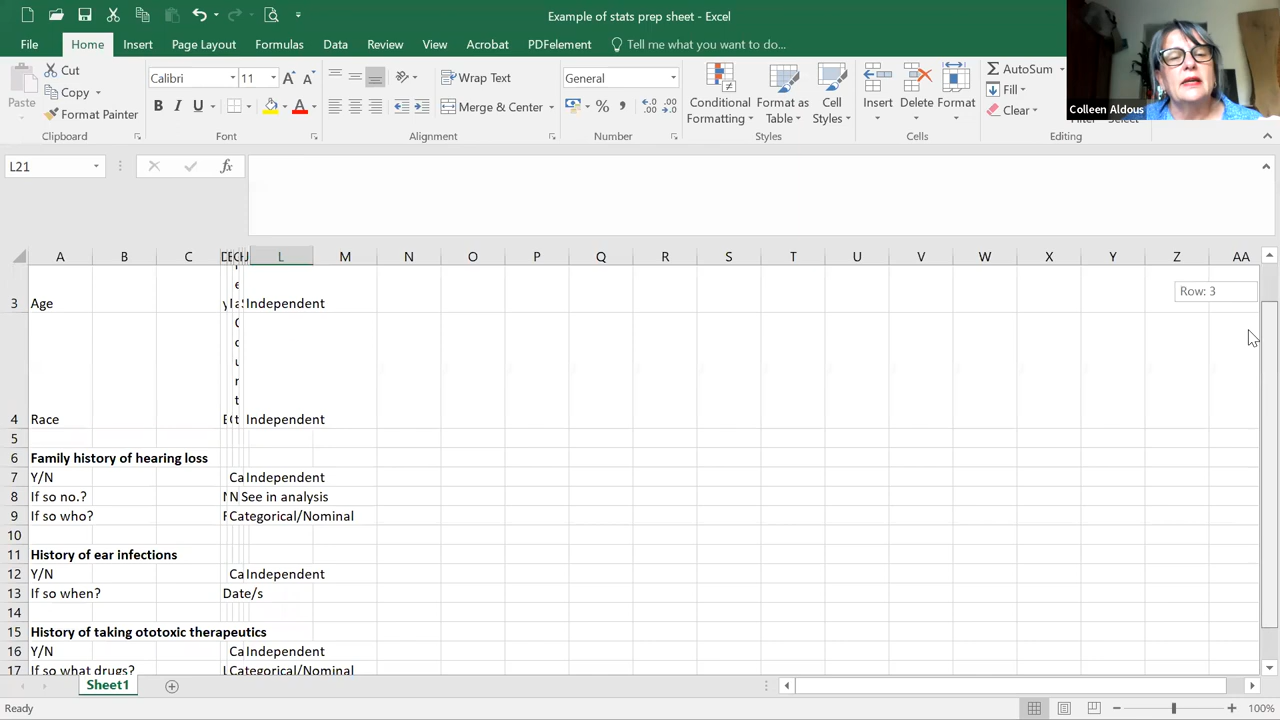 Example of stats prep sheet - Excel
File Home Insert Page Layout Formulas Data Review View Acrobat PDFelement Tell me what you want to do...
Paste
Cut
Copy
Format Painter
Calibri 11
B I U
Wrap Text
Merge & Center
General
Conditional Formatting
Format as Table
Cell Styles
Insert Delete Format
AutoSum
Fill
Clear
Colleen Aldous
Clipboard Font Alignment Number Styles Cells Editing
L21
fx
A B C L M N O P Q R S T U V W X Y Z AA
3 Age Independent
Row: 3
4 Race Independent
5
6 Family history of hearing loss
7 Y/N Ca Independent
8 If so no.? See in analysis
9 If so who? Categorical/Nominal
10
11 History of ear infections
12 Y/N Ca Independent
13 If so when? Date/s
14
15 History of taking ototoxic therapeutics
16 Y/N Ca Independent
17 If so what drugs? Categorical/Nominal
Sheet1
Ready 100%